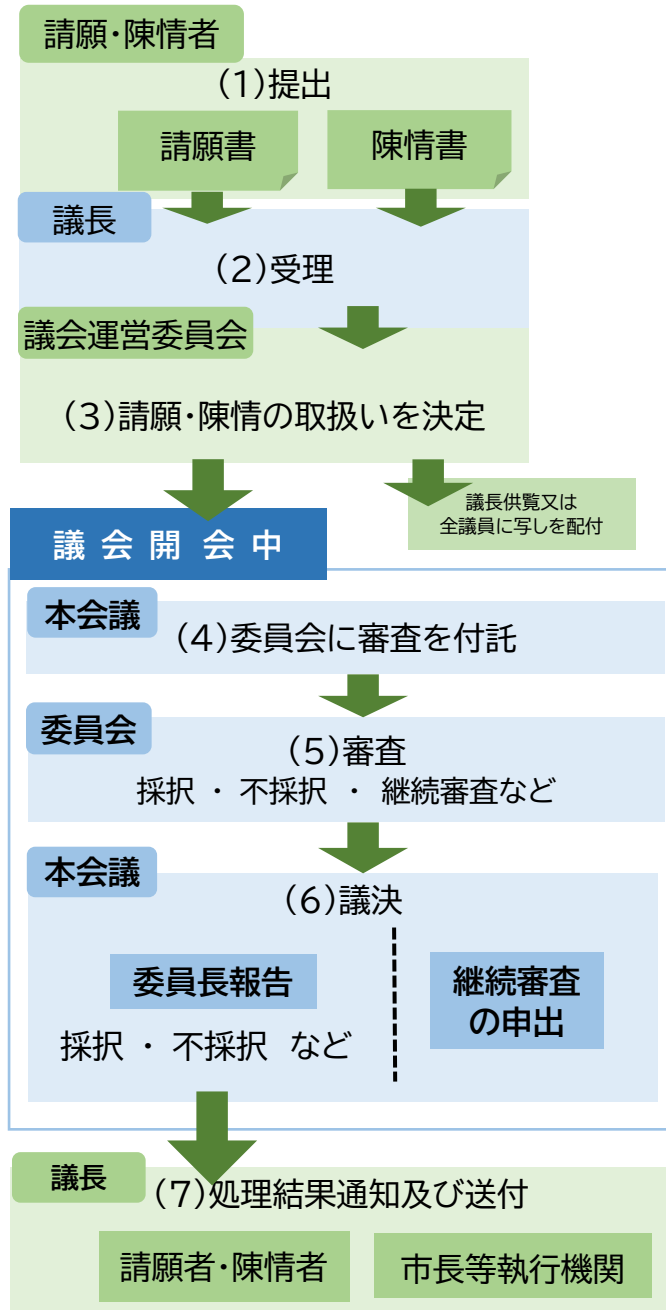 請願・陳情者
(1)提出
請願書
陳情書
議長
(2)受理
議会運営委員会
(3)請願・陳情の取扱いを決定
議長供覧又は
全議員に写しを配付
議会開会中
本会議
(4)委員会に審査を付託
委員会
(5)審査
採択 ・ 不採択 ・ 継続審査など
本会議
(6)議決
委員長報告
採択 ・ 不採択 など
継続審査
の申出
議長
(7)処理結果通知及び送付
請願者・陳情者
市長等執行機関